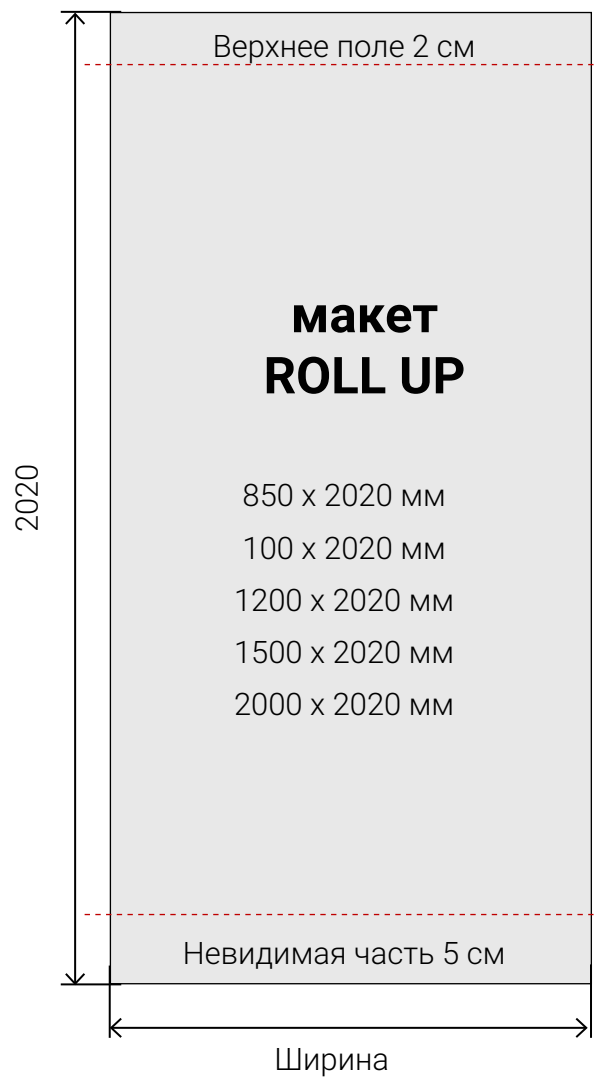 Верхнее поле 2 см
макет
ROLL UP
2020
850 x 2020 мм
100 x 2020 мм
1200 x 2020 мм
1500 x 2020 мм
2000 x 2020 мм
Невидимая часть 5 см
Ширина